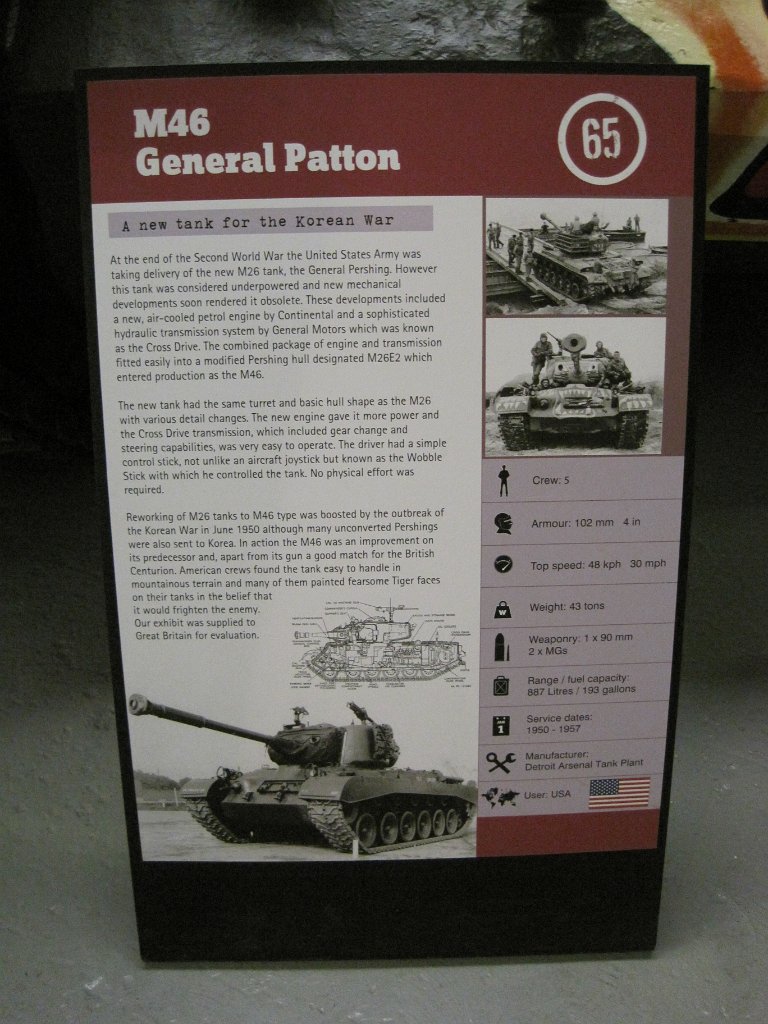 M46
General Patton
65
A new tank for the Korean War
At the end of the Second World War the United States Army was
taking delivery of the new M26 tank, the General Pershing. However
this tank was considered underpowered and new mechanical
developments soon rendered it obsolete. These developments included
a new, air-cooled petrol engine by Continental and a sophisticated
hydraulic transmission system by General Motors which was known
as the Cross Drive. The combined package of engine and transmission
fitted easily into a modified Pershing hull designated M26E2 which
entered production as the M46.
The new tank had the same turret and basic hull shape as the M26
with various detail changes. The new engine gave it more power and
the Cross Drive transmission, which included gear change and
steering capabilities, was very easy to operate. The driver had a simple
control stick, not unlike an aircraft joystick but known as the Wobble
Stick with which he controlled the tank. No physical effort was
required.
Reworking of M26 tanks to M46 type was boosted by the outbreak of
the Korean War in June 1950 although many unconverted Pershings
were also sent to Korea. In action the M46 was an improvement on
its predecessor and, apart from its gun a good match for the British
Centurion. American crews found the tank easy to handle in
mountainous terrain and many of them painted fearsome Tiger faces
on their tanks in the belief that
it would frighten the enemy.
Our exhibit was supplied to
Great Britain for evaluation.
Crew: 5
Armour: 102 mm 4 in
Top speed: 48 kph 30 mph
W
Weight: 43 tons
Weaponry: 1 x 90 mm
2 x MGs
Range / fuel capacity:
887 Litres / 193 gallons
JAN
1
Service dates:
1950 - 1957
Manufacturer:
Detroit Arsenal Tank Plant
User: USA